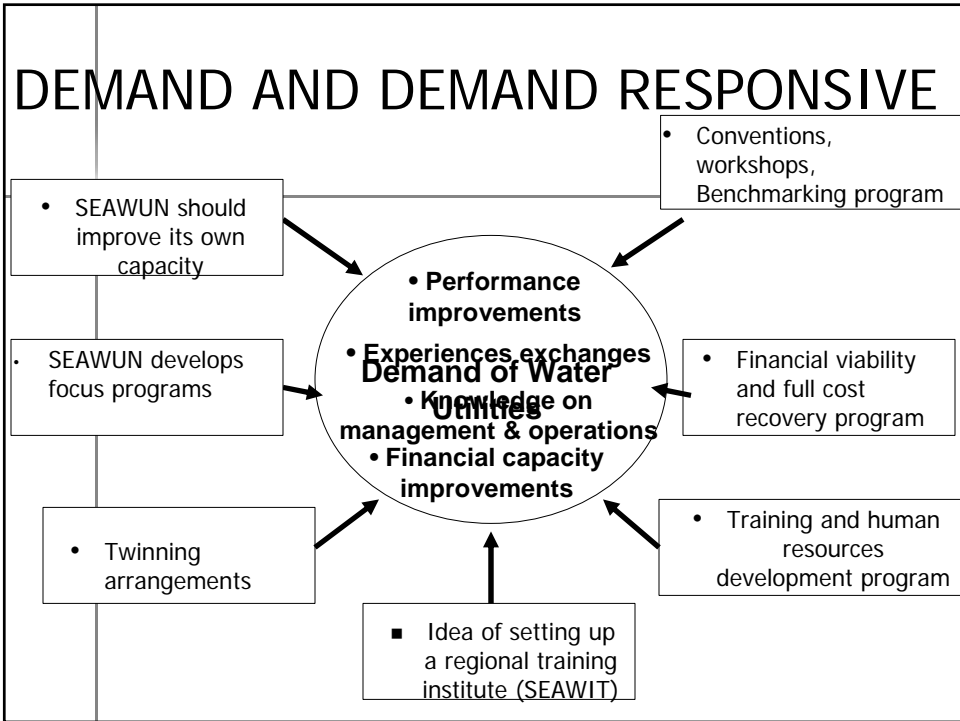 DEMAND AND DEMAND RESPONSIVE
• Conventions,
workshops,
Benchmarking program
• SEAWUN should
improve its own
capacity
• Performance
improvements
• Experiences exchanges
Demand of Water
Utilities
• Knowledge on
management & operations
• Financial capacity
improvements
• SEAWUN develops
focus programs
• Financial viability
and full cost
recovery program
• Twinning
arrangements
• Training and human
resources
development program
▪ Idea of setting up
a regional training
institute (SEAWIT)